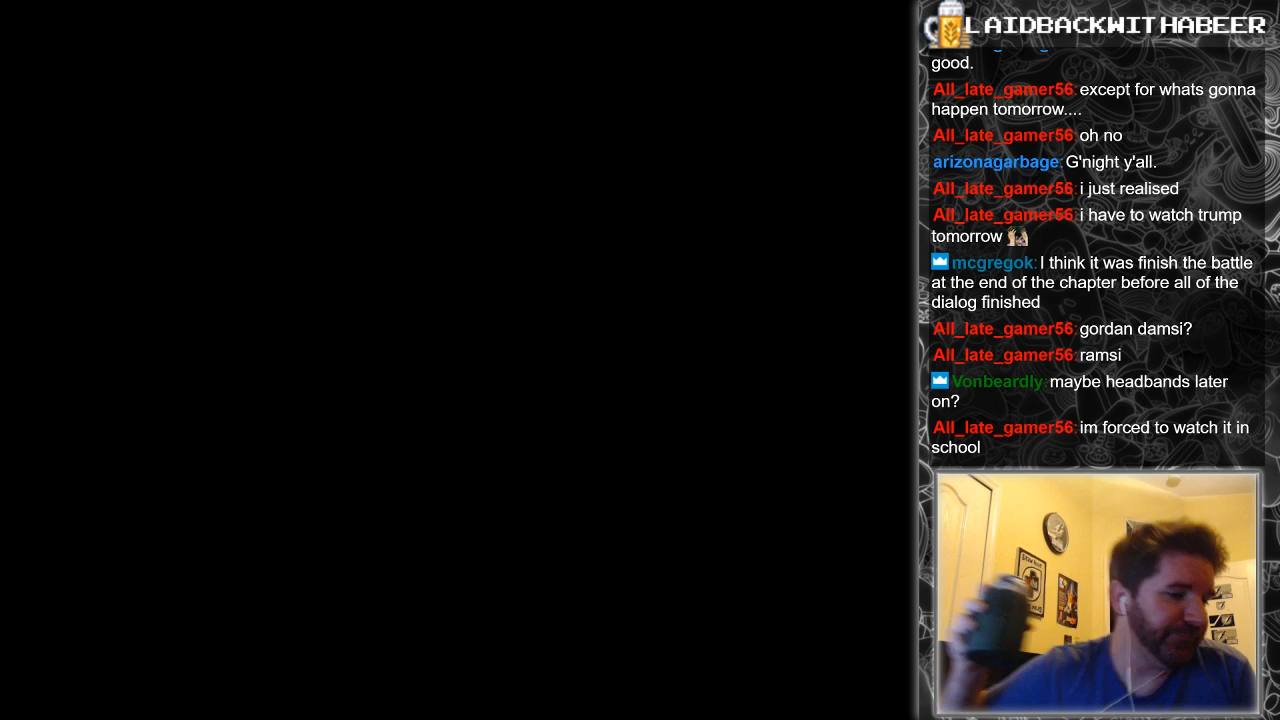 LAIDBACKWITHABEER
good.
All_late_gamer56: except for whats gonna
happen tomorrow....
All_late_gamer56: oh no
arizonagarbage: G'night y'all.
All_late_gamer56: i just realised
All_late_gamer56: i have to watch trump
tomorrow
mcgregok: I think it was finish the battle
at the end of the chapter before all of the
dialog finished
All_late_gamer56: gordan damsi?
All_late_gamer56: ramsi
Vonbeardly: maybe headbands later
on?
All_late_gamer56: im forced to watch it in
school